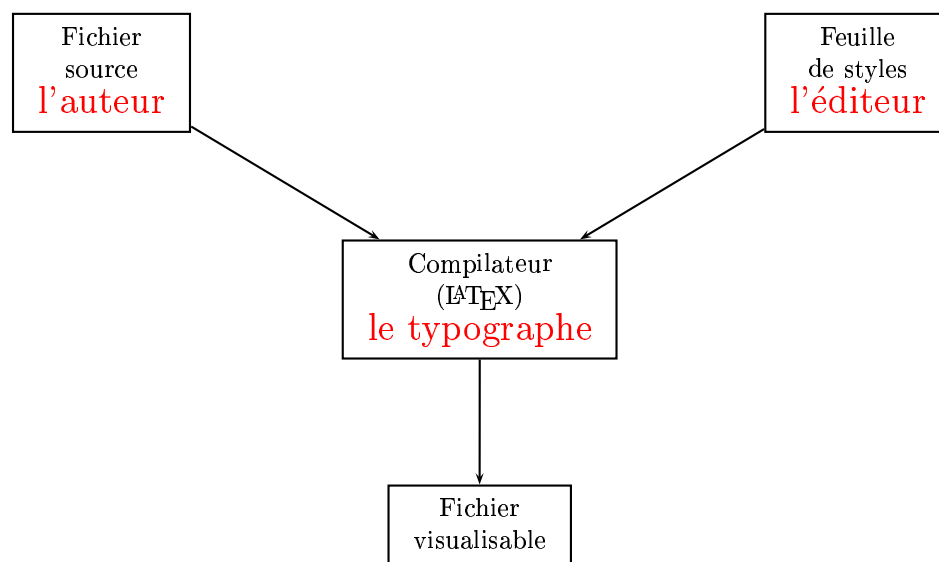 Fichier
source
l'auteur
Feuille
de styles
l'éditeur
Compilateur
(LATEX)
le typographe
Fichier
visualisable